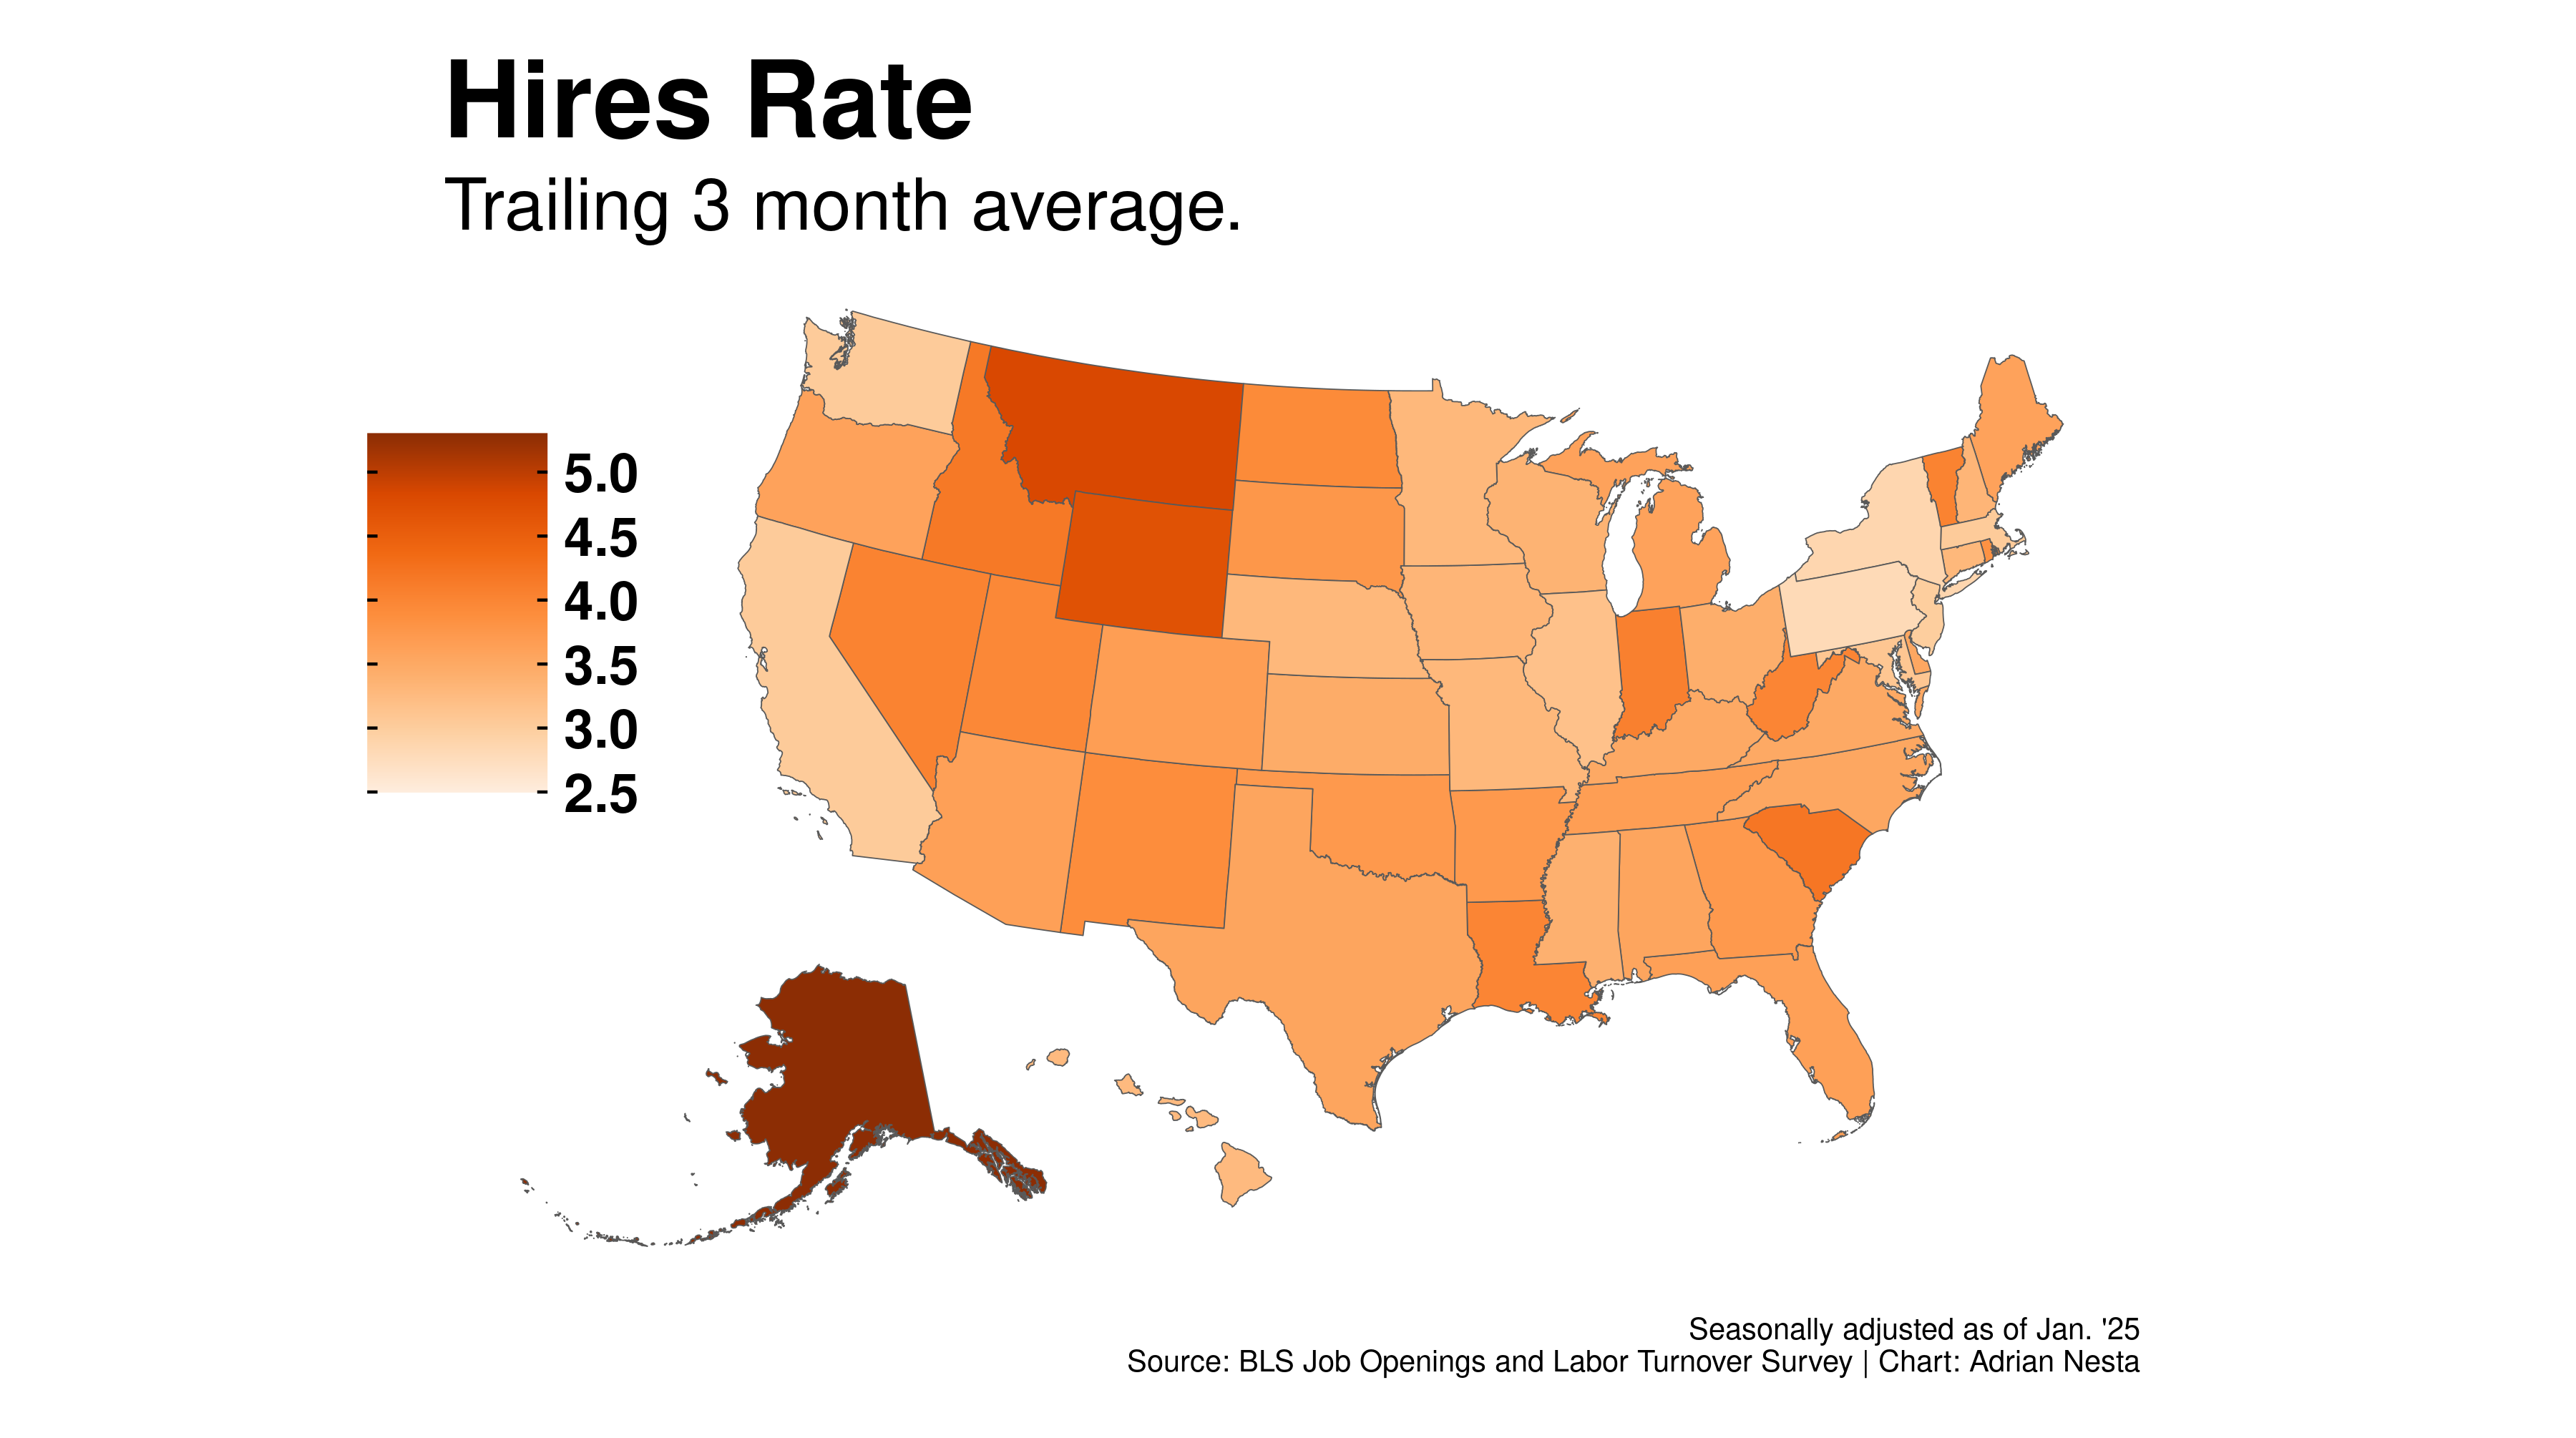 Hires Rate
Trailing 3 month average.
5.0
4.5
4.0
3.5
3.0
2.5
Seasonally adjusted as of Jan. '25
Source: BLS Job Openings and Labor Turnover Survey | Chart: Adrian Nesta